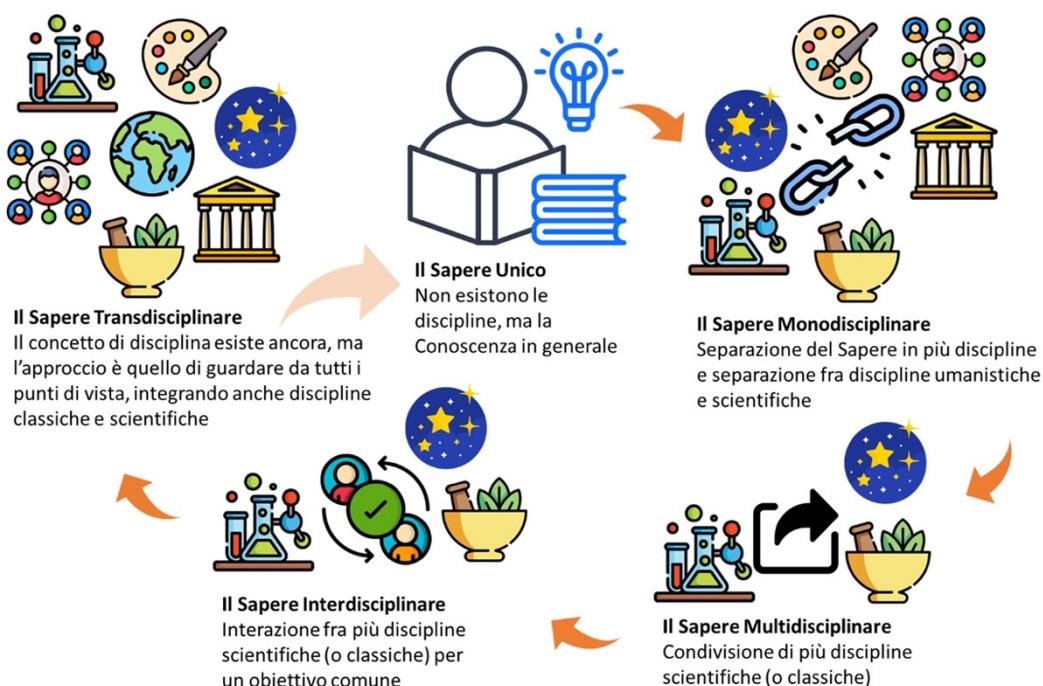 Il Sapere Unico
Non esistono le
discipline, ma la
Conoscenza in generale
Il Sapere Monodisciplinare
Separazione del Sapere in più discipline
e separazione fra discipline umanistiche
e scientifiche
Il Sapere Multidisciplinare
Condivisione di più discipline
scientifiche (o classiche)
Il Sapere Interdisciplinare
Interazione fra più discipline
scientifiche (o classiche) per
un obiettivo comune
Il Sapere Transdisciplinare
Il concetto di disciplina esiste ancora, ma
l’approccio è quello di guardare da tutti i
punti di vista, integrando anche discipline
classiche e scientifiche